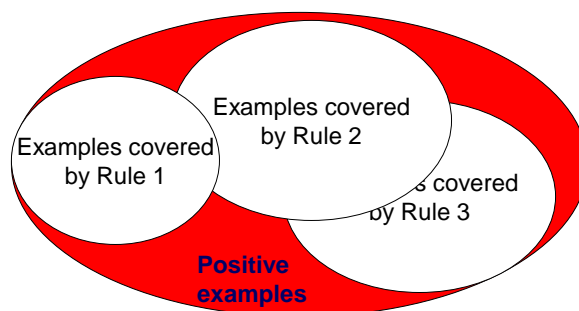 Examples covered
by Rule 2
Examples covered
by Rule 1
covered
by Rule 3
Positive
examples